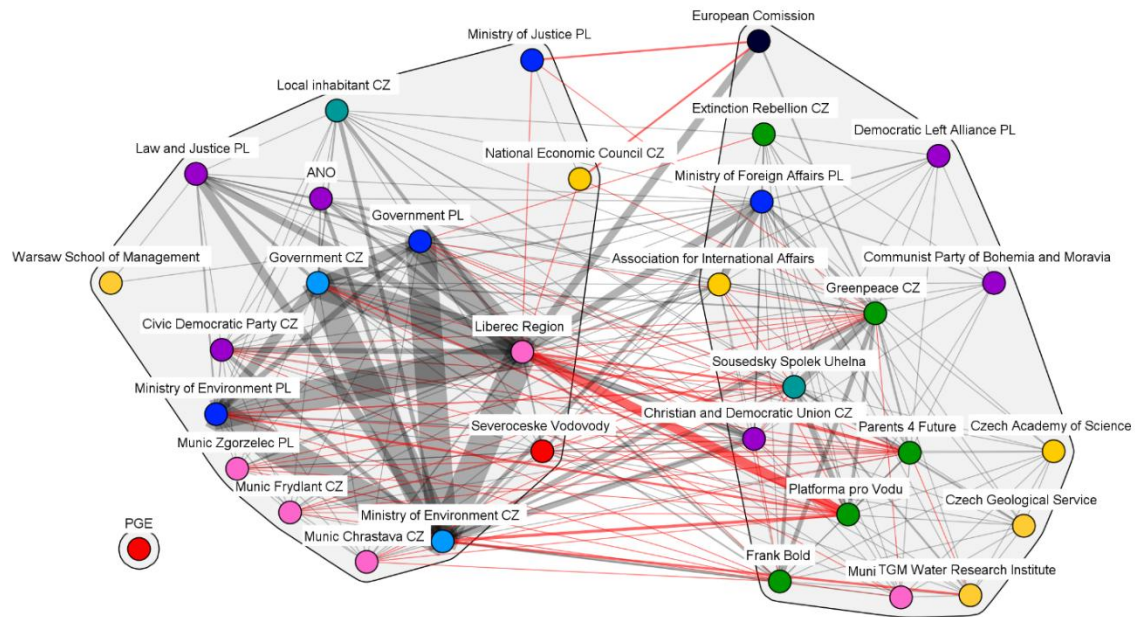 European Comission
Ministry of Justice PL
Local inhabitant CZ
Extinction Rebellion CZ
Democratic Left Alliance PL
Law and Justice PL
National Economic Council CZ
ANO
Ministry of Foreign Affairs PL
Government PL
Warsaw School of Management
Government CZ
Association for International Affairs
Communist Party of Bohemia and Moravia
Greenpeace CZ
Civic Democratic Party CZ
Liberec Region
Sousedsky Spolek Uhelna
Ministry of Environment PL
Christian and Democratic Union CZ
Severoceske Vodovody
Parents 4 Future
Czech Academy of Science
Munic Zgorzelec PL
Munic Frydlant CZ
Platforma pro Vodu
Czech Geological Service
Ministry of Environment CZ
PGE
Munic Chrastava CZ
Frank Bold
Muni
TGM Water Research Institute